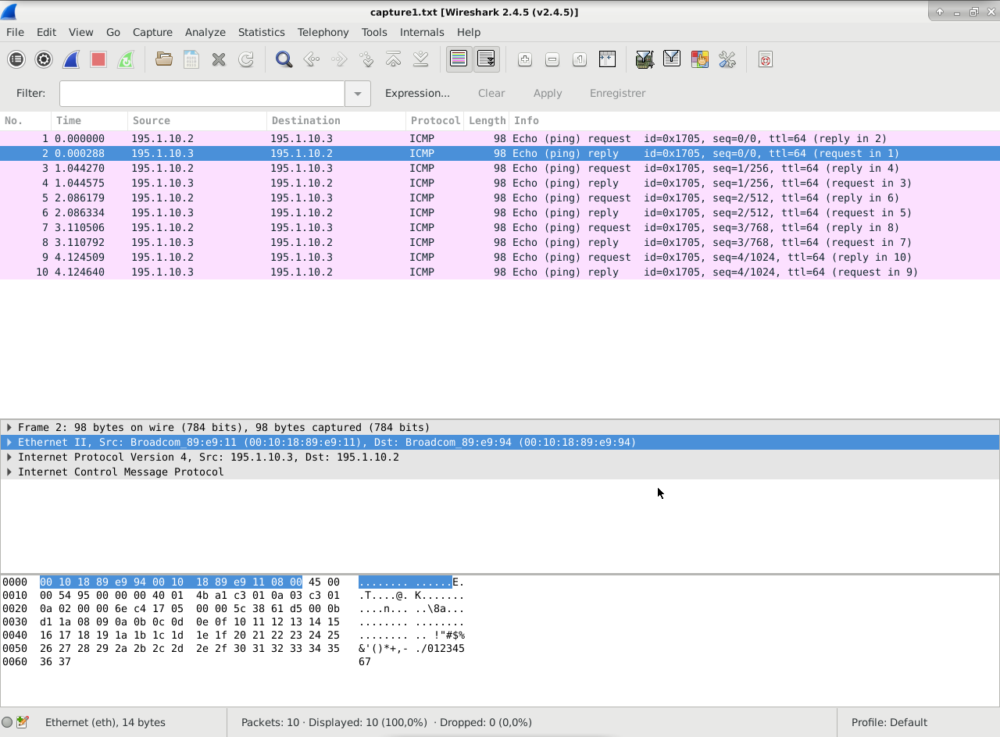 capture1.txt [Wireshark 2.4.5 (v2.4.5)]
File Edit View Go Capture Analyze Statistics Telephony Tools Internals Help
Filter: Expression... Clear Apply Enregistrer
No. Time Source Destination Protocol Length Info
1 0.000000 195.1.10.2 195.1.10.3 ICMP 98 Echo (ping) request id=0x1705, seq=0/0, ttl=64 (reply in 2)
2 0.000288 195.1.10.3 195.1.10.2 ICMP 98 Echo (ping) reply id=0x1705, seq=0/0, ttl=64 (request in 1)
3 1.044270 195.1.10.2 195.1.10.3 ICMP 98 Echo (ping) request id=0x1705, seq=1/256, ttl=64 (reply in 4)
4 1.044575 195.1.10.3 195.1.10.2 ICMP 98 Echo (ping) reply id=0x1705, seq=1/256, ttl=64 (request in 3)
5 2.086179 195.1.10.2 195.1.10.3 ICMP 98 Echo (ping) request id=0x1705, seq=2/512, ttl=64 (reply in 6)
6 2.086334 195.1.10.3 195.1.10.2 ICMP 98 Echo (ping) reply id=0x1705, seq=2/512, ttl=64 (request in 5)
7 3.110506 195.1.10.2 195.1.10.3 ICMP 98 Echo (ping) request id=0x1705, seq=3/768, ttl=64 (reply in 8)
8 3.110792 195.1.10.3 195.1.10.2 ICMP 98 Echo (ping) reply id=0x1705, seq=3/768, ttl=64 (request in 7)
9 4.124509 195.1.10.2 195.1.10.3 ICMP 98 Echo (ping) request id=0x1705, seq=4/1024, ttl=64 (reply in 10)
10 4.124640 195.1.10.3 195.1.10.2 ICMP 98 Echo (ping) reply id=0x1705, seq=4/1024, ttl=64 (request in 9)
Frame 2: 98 bytes on wire (784 bits), 98 bytes captured (784 bits)
Ethernet II, Src: Broadcom_89:e9:11 (00:10:18:89:e9:11), Dst: Broadcom_89:e9:94 (00:10:18:89:e9:94)
Internet Protocol Version 4, Src: 195.1.10.3, Dst: 195.1.10.2
Internet Control Message Protocol
0000 00 10 18 89 e9 94 00 10 18 89 e9 11 08 00 45 00 ........ ......E.
0010 00 54 95 00 00 00 40 01 4b a1 c3 01 0a 03 c3 01 .T....@. K.......
0020 0a 02 00 00 6e c4 17 05 00 00 5c 38 61 d5 00 0b ....n... ..\8a...
0030 d1 1a 08 09 0a 0b 0c 0d 0e 0f 10 11 12 13 14 15 ........ ........
0040 16 17 18 19 1a 1b 1c 1d 1e 1f 20 21 22 23 24 25 ........ .. !"#$%
0050 26 27 28 29 2a 2b 2c 2d 2e 2f 30 31 32 33 34 35 &'()*+,- ./012345
0060 36 37 67
Ethernet (eth), 14 bytes Packets: 10 · Displayed: 10 (100,0%) · Dropped: 0 (0,0%) Profile: Default